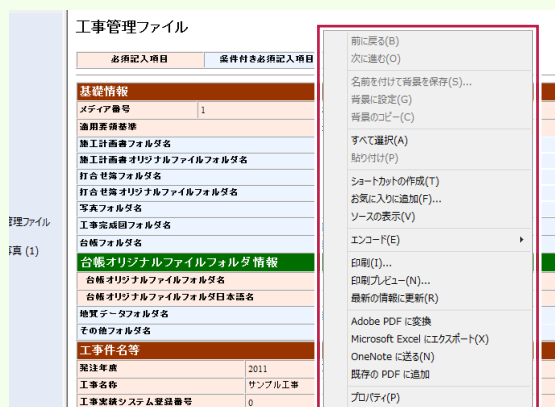 工事管理ファイル
必須記入項目 条件付き必須記入項目
基礎情報
メディア番号 1
適用要領基準
施工計画書フォルダ名
施工計画書オリジナルファイルフォルダ名
打合せ簿フォルダ名
打合せ簿オリジナルファイルフォルダ名
写真フォルダ名
工事完成図フォルダ名
台帳フォルダ名
台帳オリジナルファイルフォルダ情報
台帳オリジナルファイルフォルダ名
台帳オリジナルファイルフォルダ日本語名
地質データフォルダ名
その他フォルダ名
工事件名等
発注年度 2011
工事名称 サンプル工事
工事実績システム登録番号 0
管理ファイル
写真 (1)
前に戻る(B)
次に進む(O)
名前を付けて背景を保存(S)...
背景に設定(G)
背景のコピー(C)
すべて選択(A)
貼り付け(P)
ショートカットの作成(T)
お気に入りに追加(F)...
ソースの表示(V)
エンコード(E)
印刷(I)...
印刷プレビュー(N)...
最新の情報に更新(R)
Adobe PDF に変換
Microsoft Excel にエクスポート(X)
OneNote に送る(N)
既存の PDF に追加
プロパティ(P)